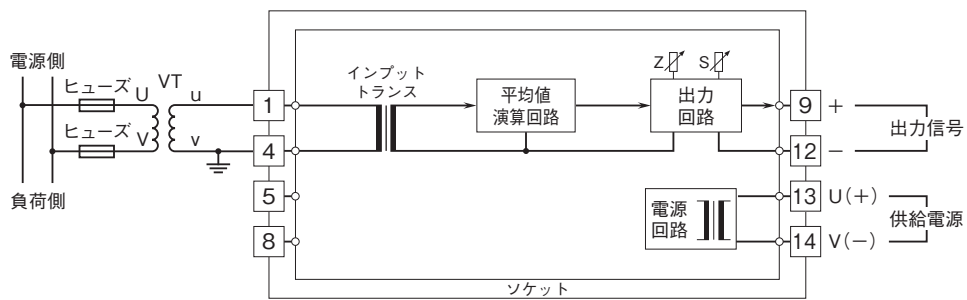 電源側
ヒューズ
U
VT
u
ヒューズ
V
v
負荷側
1
4
5
8
インプット
トランス
平均値
演算回路
Z
S
出力
回路
電源
回路
9
+
12
−
出力信号
13
U(+)
14
V(−)
供給電源
ソケット